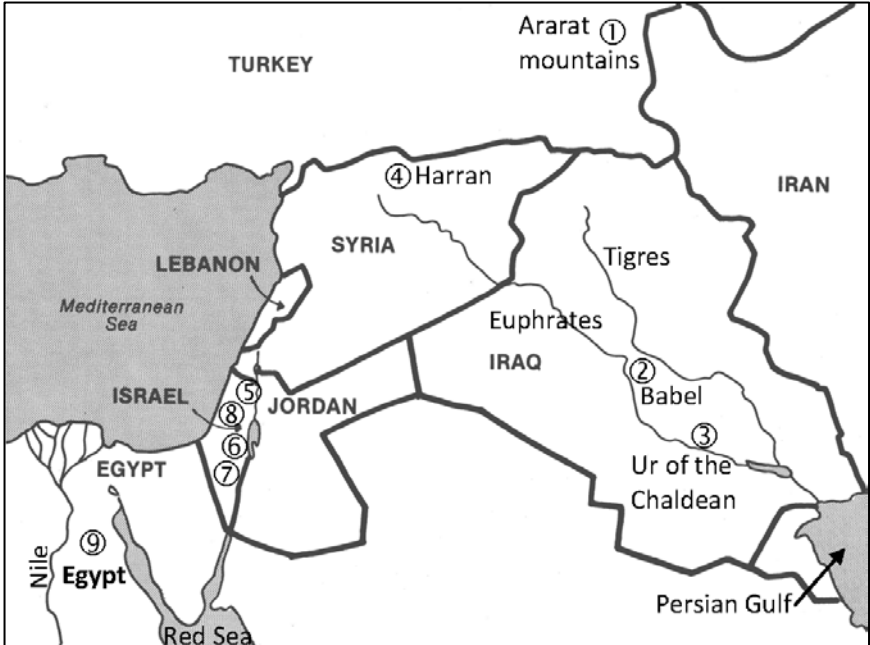 Ararat ①
mountains
TURKEY
④ Harran
IRAN
SYRIA
Tigres
LEBANON
Mediterranean
Sea
Euphrates
IRAQ
②
Babel
ISRAEL
⑤
JORDAN
⑧
⑥
⑦
③
Ur of the
Chaldean
EGYPT
⑨
Egypt
Nile
Red Sea
Persian Gulf